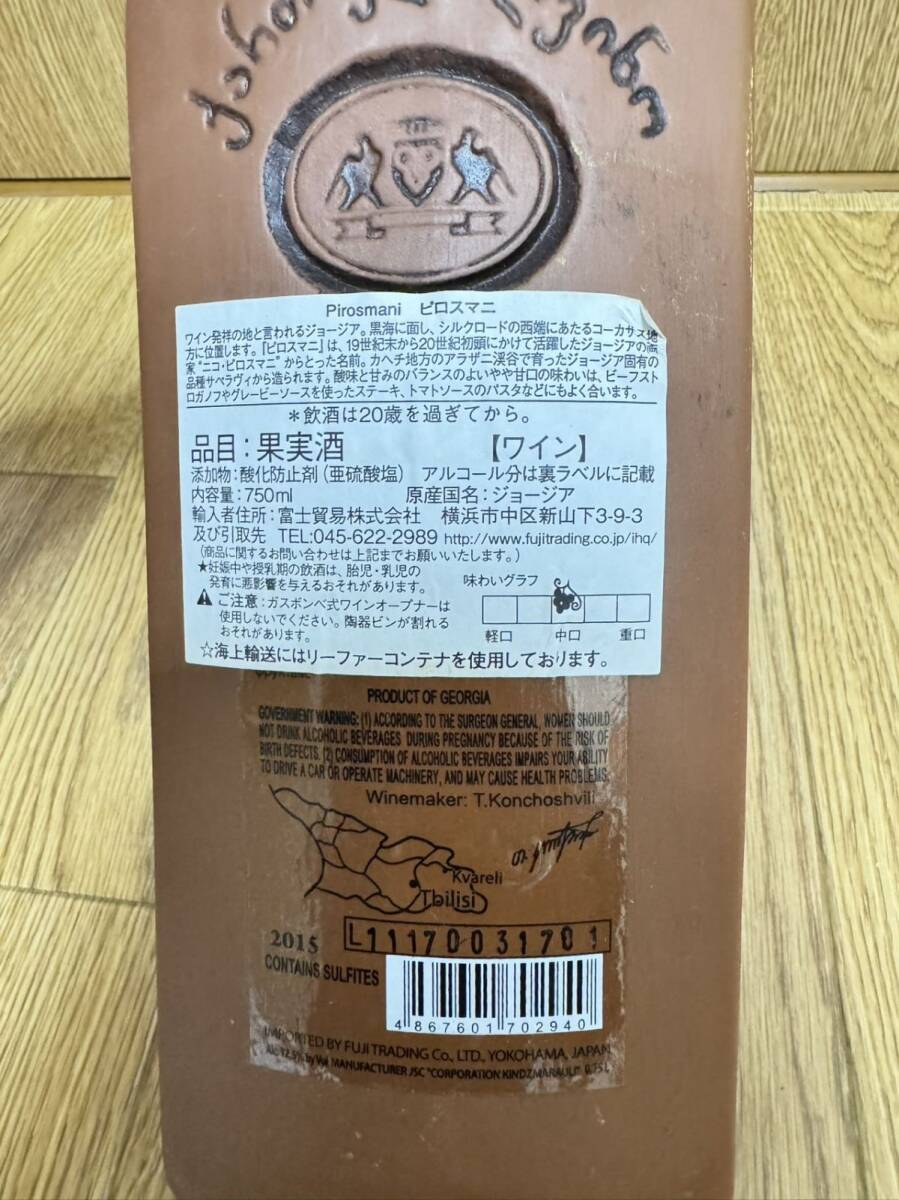 Pirosmani ピロスマニ
ワイン発祥の地と言われるジョージア。黒海に面し、シルクロードの西端にあたるコーカサス地
方に位置します。「ピロスマニ」は、19世紀末から20世紀初頭にかけて活躍したジョージアの画
家"ニコ・ピロスマニ"からとった名前。カヘチ地方のアラザニ渓谷で育ったジョージア固有の
品種サペラヴィから造られます。酸味と甘みのバランスのよいやや甘口の味わいは、ビーフスト
ロガノフやグレービーソースを使ったステーキ、トマトソースのパスタなどにもよく合います。
＊飲酒は20歳を過ぎてから。
品目：果実酒 【ワイン】
添加物：酸化防止剤（亜硫酸塩） アルコール分は裏ラベルに記載
内容量：750ml 原産国名：ジョージア
輸入者住所：富士貿易株式会社 横浜市中区新山下3-9-3
及び引取先 TEL:045-622-2989 http://www.fujitrading.co.jp/ihq/
（商品に関するお問い合わせは上記までお願いいたします。）
★妊娠中や授乳期の飲酒は、胎児・乳児の
発育に悪影響を与えるおそれがあります。
味わいグラフ
ご注意：ガスボンベ式ワインオープナーは
使用しないでください。陶器ビンが割れる
おそれがあります。
軽口 中口 重口
☆海上輸送にはリーファーコンテナを使用しております。
PRODUCT OF GEORGIA
GOVERNMENT WARNING: (1) ACCORDING TO THE SURGEON GENERAL, WOMEN SHOULD
NOT DRINK ALCOHOLIC BEVERAGES DURING PREGNANCY BECAUSE OF THE RISK OF
BIRTH DEFECTS. (2) CONSUMPTION OF ALCOHOLIC BEVERAGES IMPAIRS YOUR ABILITY
TO DRIVE A CAR OR OPERATE MACHINERY, AND MAY CAUSE HEALTH PROBLEMS.
Winemaker: T.Konchoshvili
Kvareli
Tbilisi
2015
L11170031701
CONTAINS SULFITES
4 867601 702940
IMPORTED BY FUJI TRADING Co., LTD., YOKOHAMA, JAPAN
Alc 12.5% by Vol MANUFACTURER JSC "CORPORATION KINDZMARAULI" 0,75L